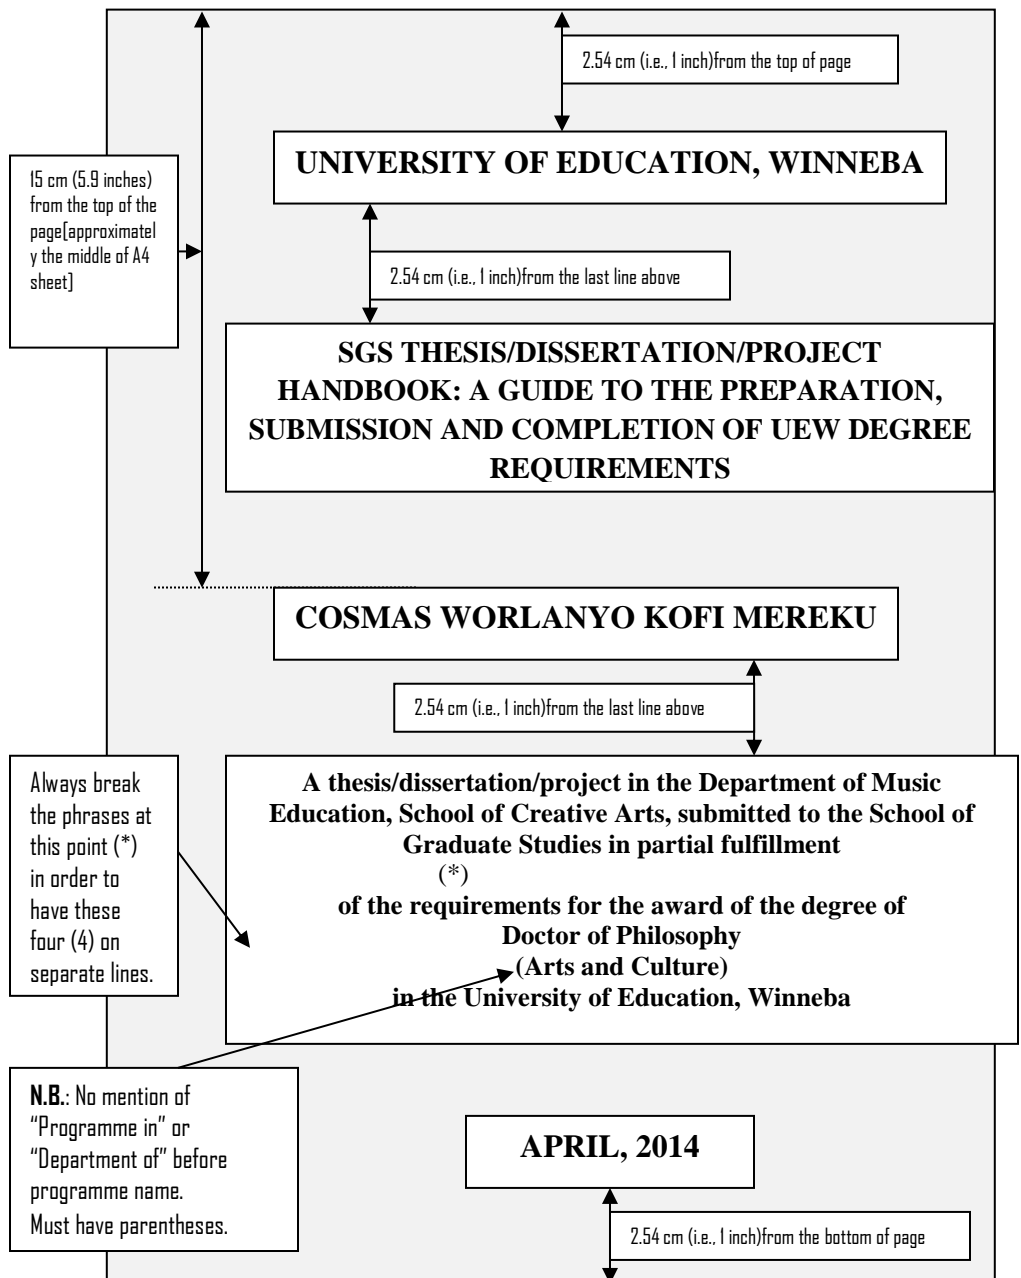 2.54 cm (i.e., 1 inch)from the top of page
UNIVERSITY OF EDUCATION, WINNEBA
15 cm (5.9 inches)
from the top of the
page[approximatel
y the middle of A4
sheet]
2.54 cm (i.e., 1 inch)from the last line above
SGS THESIS/DISSERTATION/PROJECT
HANDBOOK: A GUIDE TO THE PREPARATION,
SUBMISSION AND COMPLETION OF UEW DEGREE
REQUIREMENTS
COSMAS WORLANYO KOFI MEREKU
2.54 cm (i.e., 1 inch)from the last line above
Always break
the phrases at
this point (*)
in order to
have these
four (4) on
separate lines.
A thesis/dissertation/project in the Department of Music
Education, School of Creative Arts, submitted to the School of
Graduate Studies in partial fulfillment
(*)
of the requirements for the award of the degree of
Doctor of Philosophy
(Arts and Culture)
in the University of Education, Winneba
N.B.: No mention of
“Programme in” or
“Department of” before
programme name.
Must have parentheses.
APRIL, 2014
2.54 cm (i.e., 1 inch)from the bottom of page